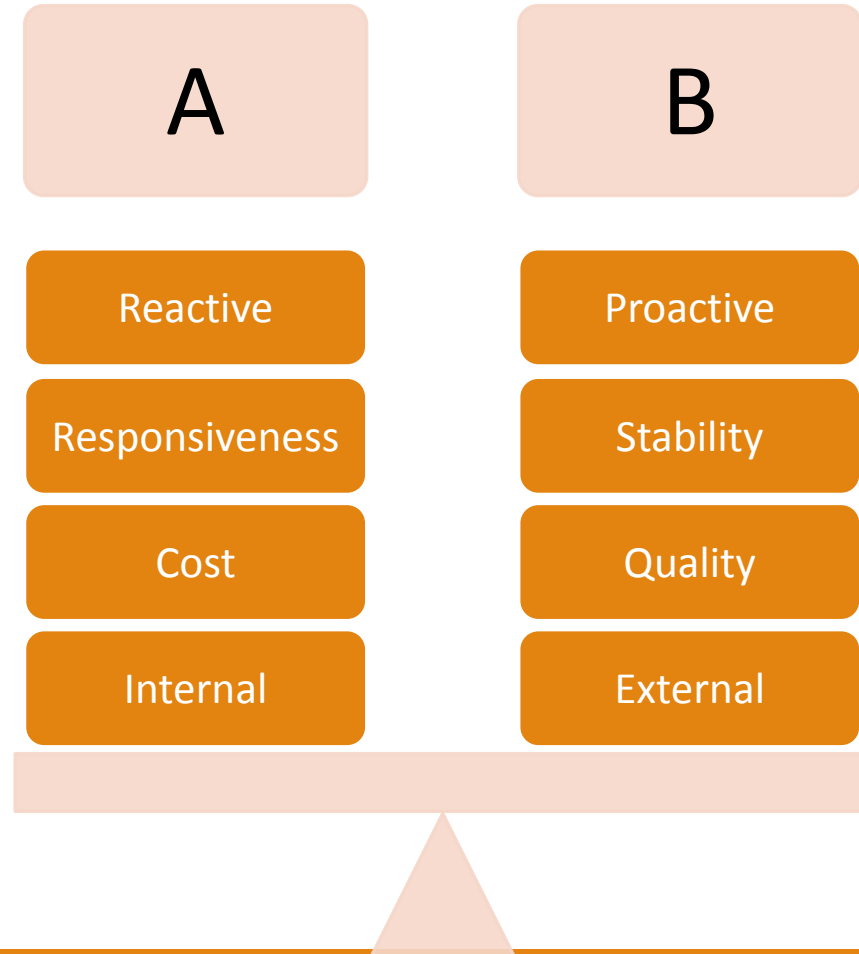 A
B
Reactive
Proactive
Responsiveness
Stability
Cost
Quality
Internal
External